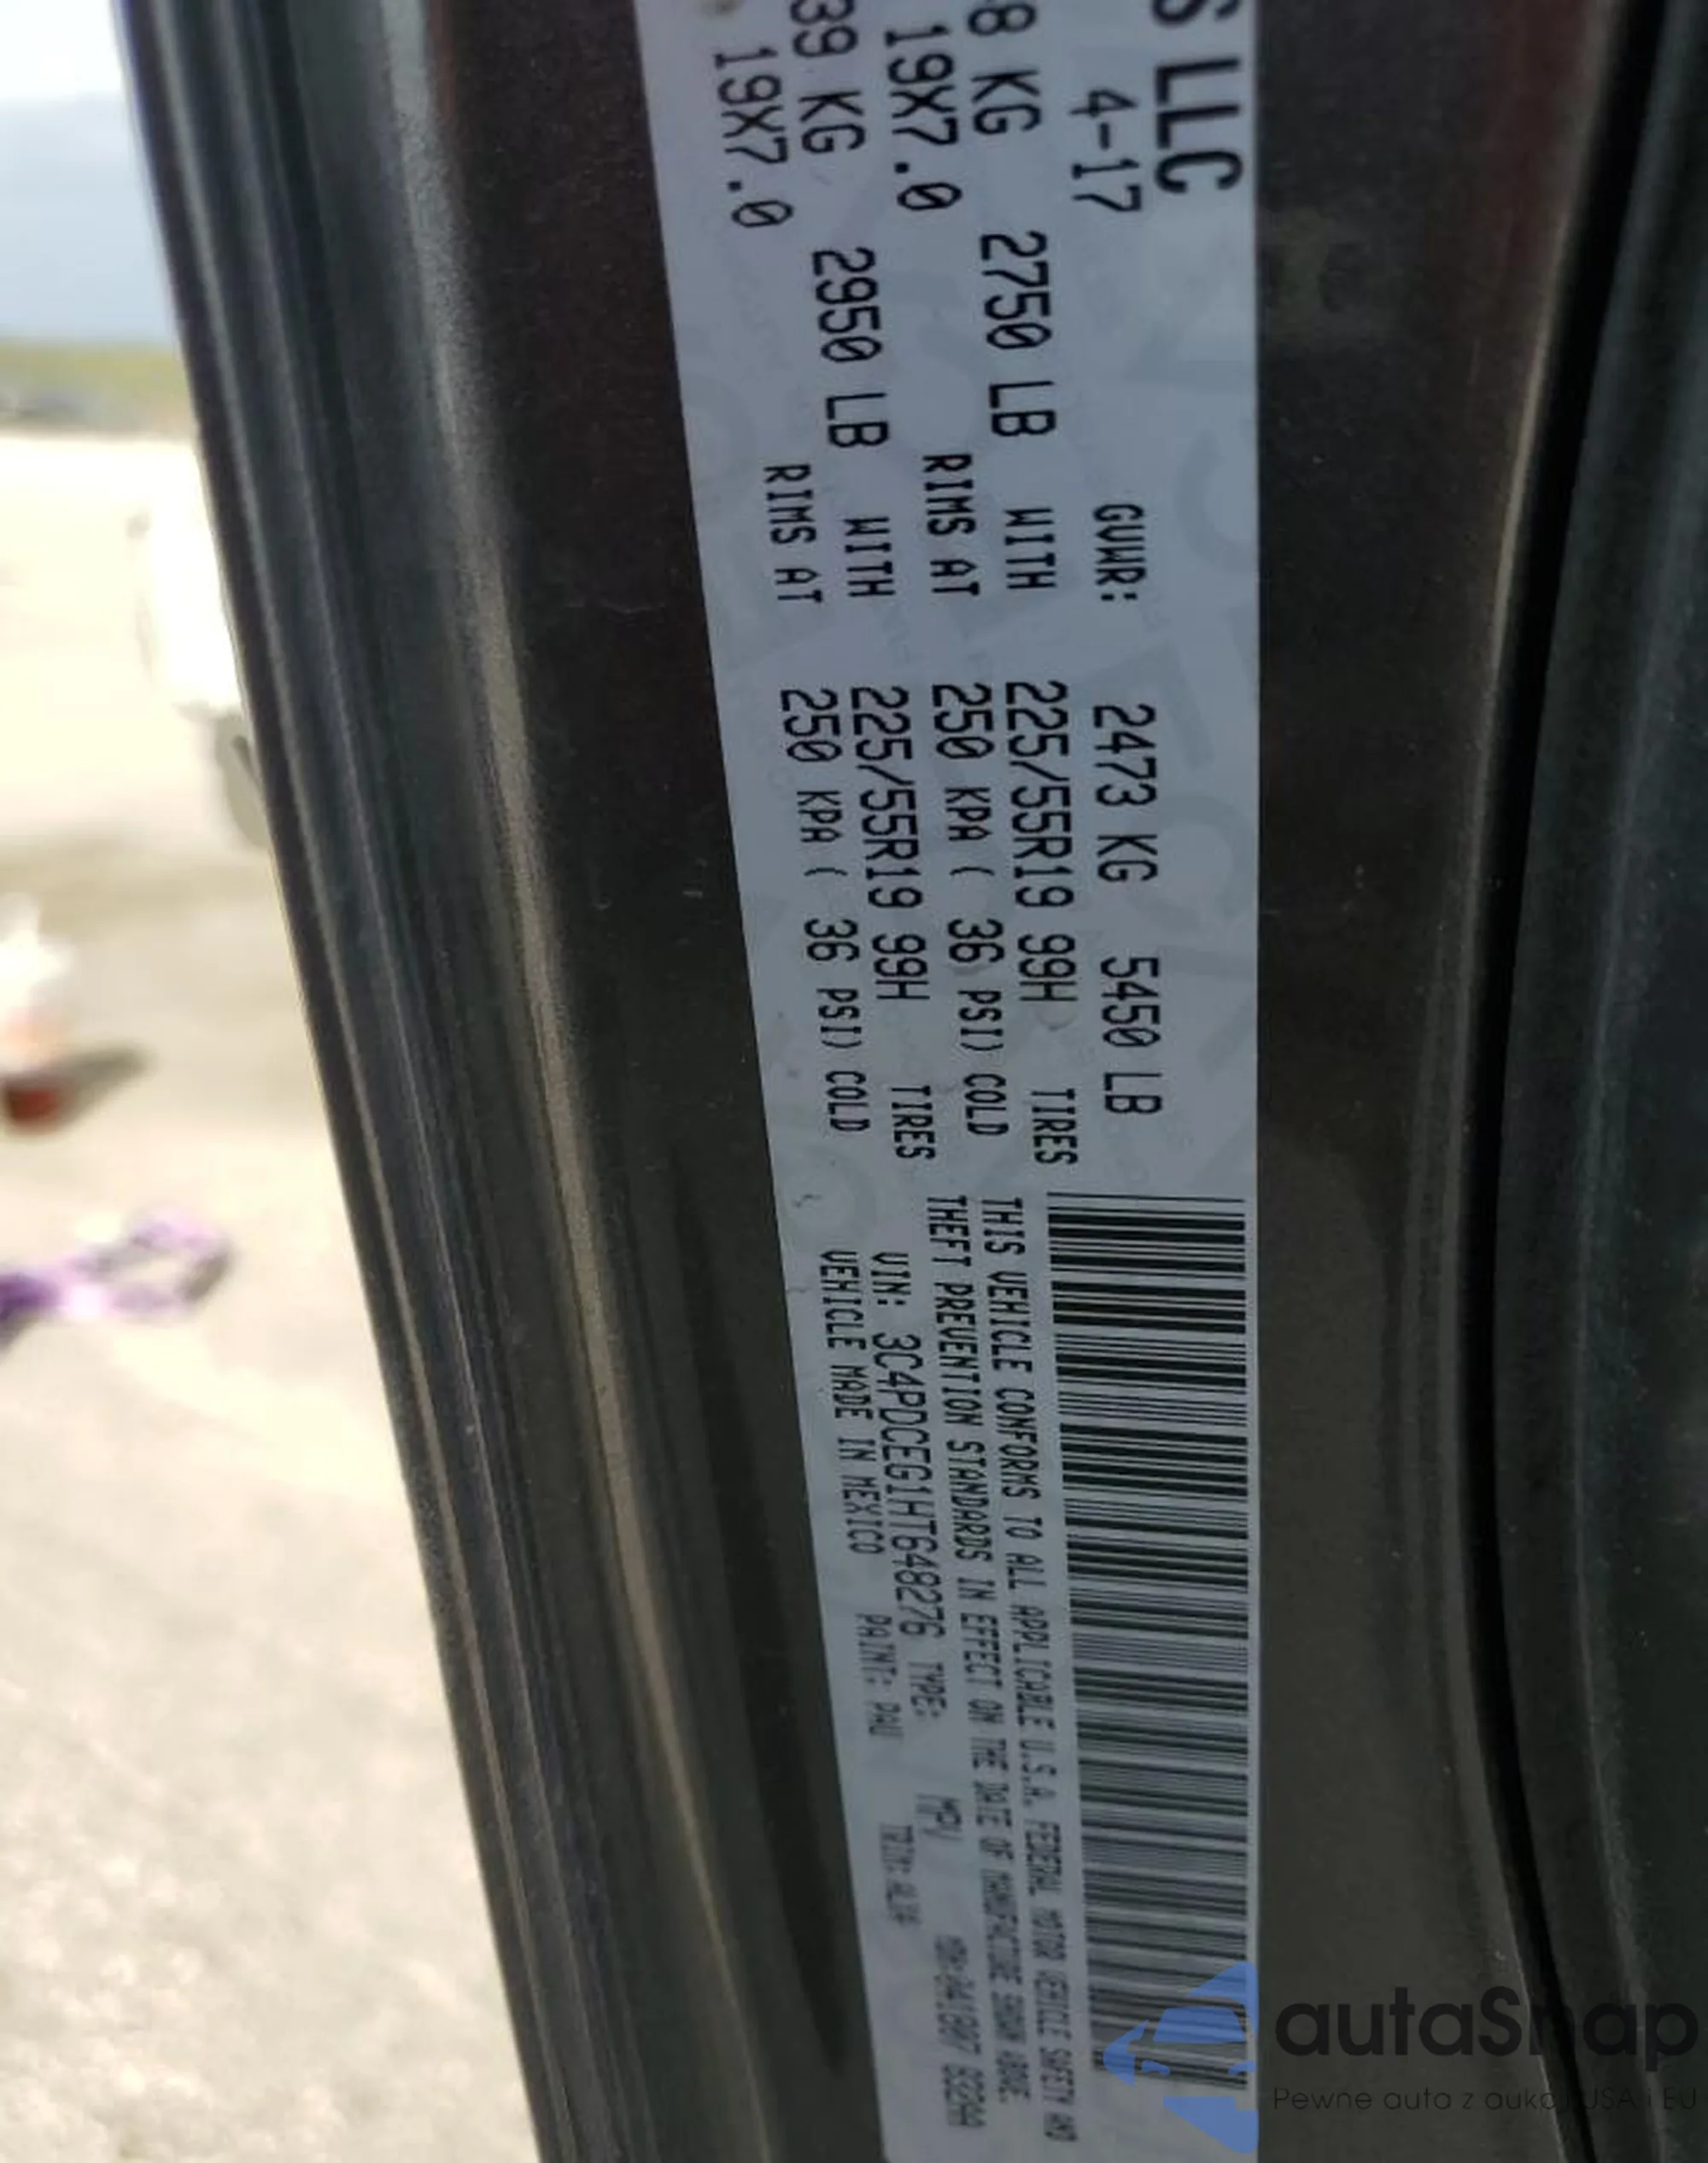 S LLC
4-17 GVWR: 2473 KG 5450 LB
8 KG 2750 LB WITH 225/55R19 99H TIRES
19X7.0 RIMS AT 250 KPA ( 36 PSI) COLD
39 KG 2950 LB WITH 225/55R19 99H TIRES
19X7.0 RIMS AT 250 KPA ( 36 PSI) COLD
THIS VEHICLE CONFORMS TO ALL APPLICABLE U.S.A. FEDERAL MOTOR VEHICLE SAFETY AND
THEFT PREVENTION STANDARDS IN EFFECT ON THE DATE OF MANUFACTURE SHOWN ABOVE.
VIN: 3C4PDCEG1HT648276 TYPE: MPV
VEHICLE MADE IN MEXICO PAINT: PAU TRIM:
autaSnap
Pewne auta z aukcji USA i EU